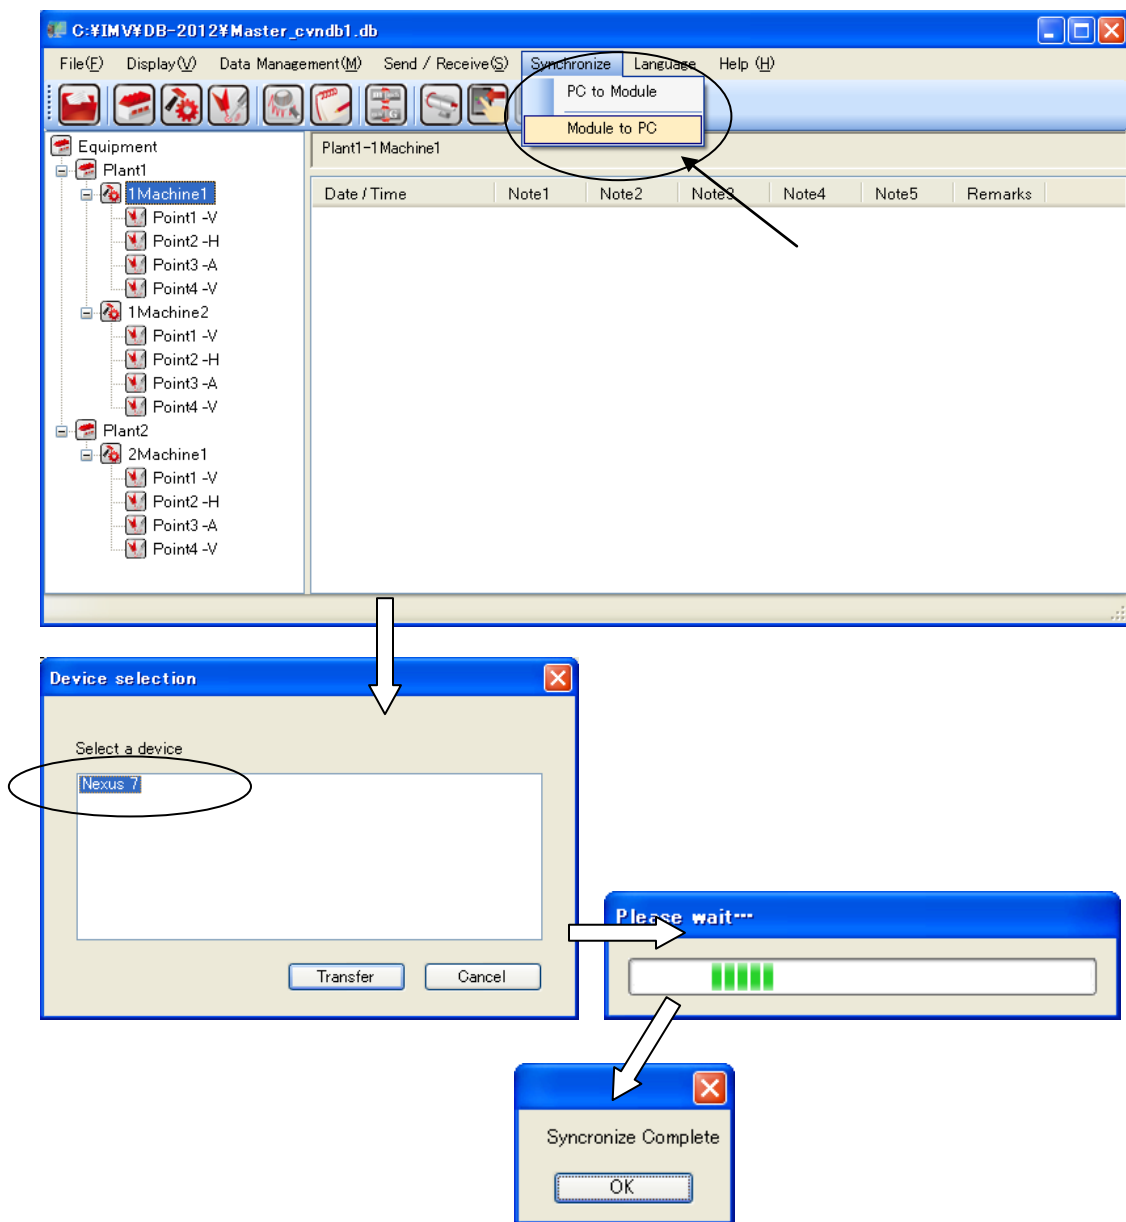 C:¥IMV¥DB-2012¥Master_cvndb1.db
File(F) Display(V) Data Management(M) Send / Receive(S) Synchronize Language Help (H)
PC to Module
Module to PC
Equipment
Plant1-1Machine1
Plant1
1Machine1
Date / Time Note1 Note2 Note3 Note4 Note5 Remarks
Point1 -V
Point2 -H
Point3 -A
Point4 -V
1Machine2
Point1 -V
Point2 -H
Point3 -A
Point4 -V
Plant2
2Machine1
Point1 -V
Point2 -H
Point3 -A
Point4 -V
Device selection
Select a device
Nexus 7
Transfer Cancel
Please wait…
Syncronize Complete
OK